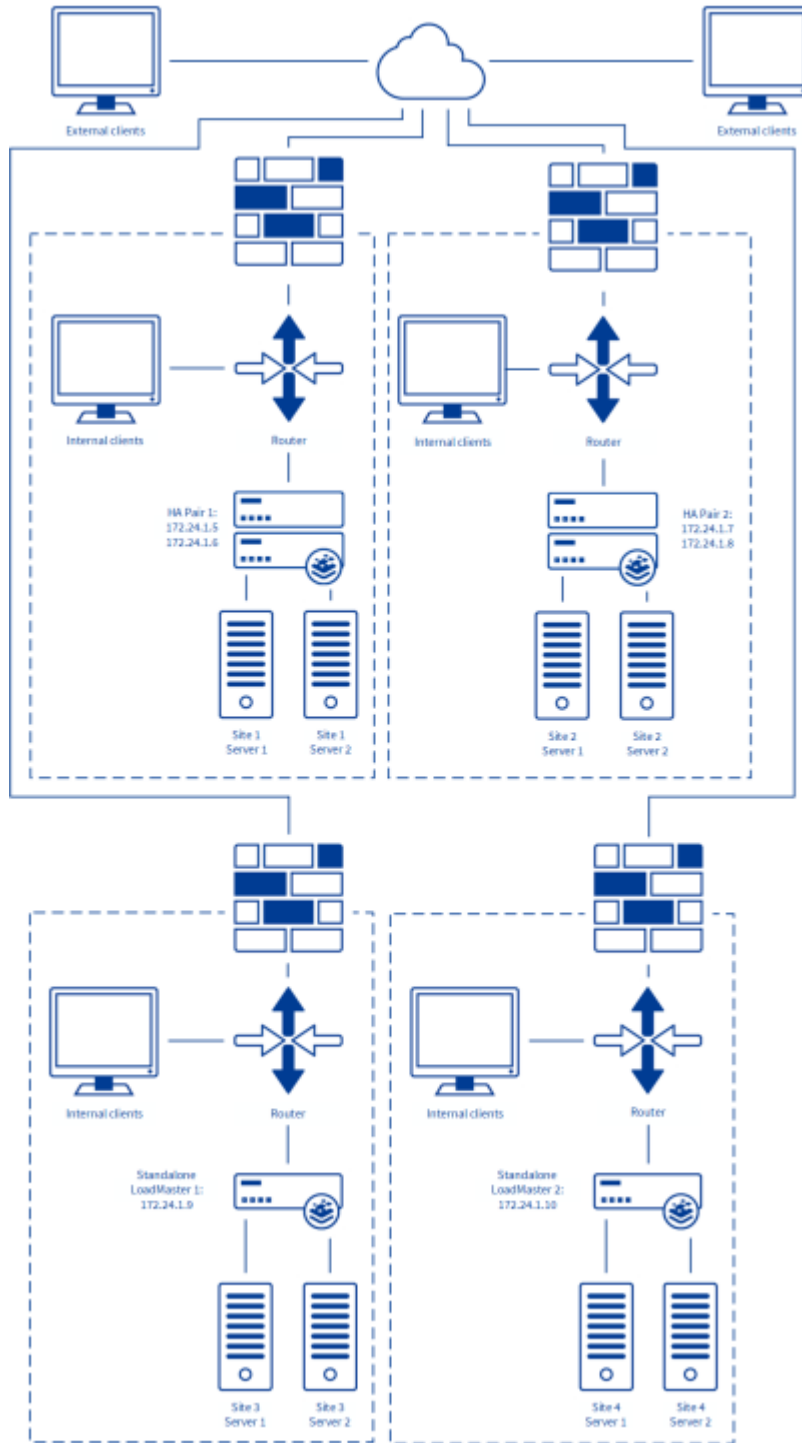 External clients
External clients
Internal clients
Router
Internal clients
Router
HA Pair 1:
172.24.1.5
172.24.1.6
HA Pair 2:
172.24.1.7
172.24.1.8
Site 1
Server 1
Site 1
Server 2
Site 2
Server 1
Site 2
Server 2
Internal clients
Router
Internal clients
Router
Standalone
LoadMaster 1:
172.24.1.9
Standalone
LoadMaster 2:
172.24.1.10
Site 3
Server 1
Site 3
Server 2
Site 4
Server 1
Site 4
Server 2